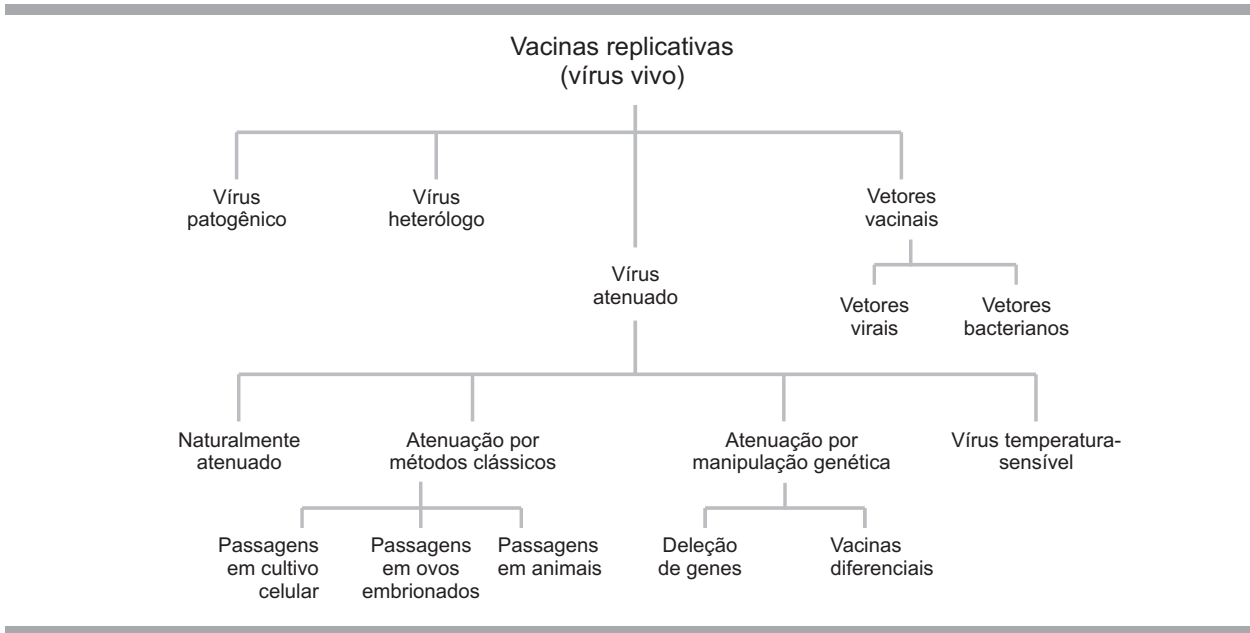 Vacinas replicativas
(vírus vivo)
Vírus
patogênico
Vírus
heterólogo
Vetores
vacinais
Vírus
atenuado
Vetores
virais
Vetores
bacterianos
Naturalmente
atenuado
Atenuação por
métodos clássicos
Atenuação por
manipulação genética
Vírus temperatura-
sensível
Passagens
em cultivo
celular
Passagens
em ovos
embrionados
Passagens
em animais
Deleção
de genes
Vacinas
diferenciais